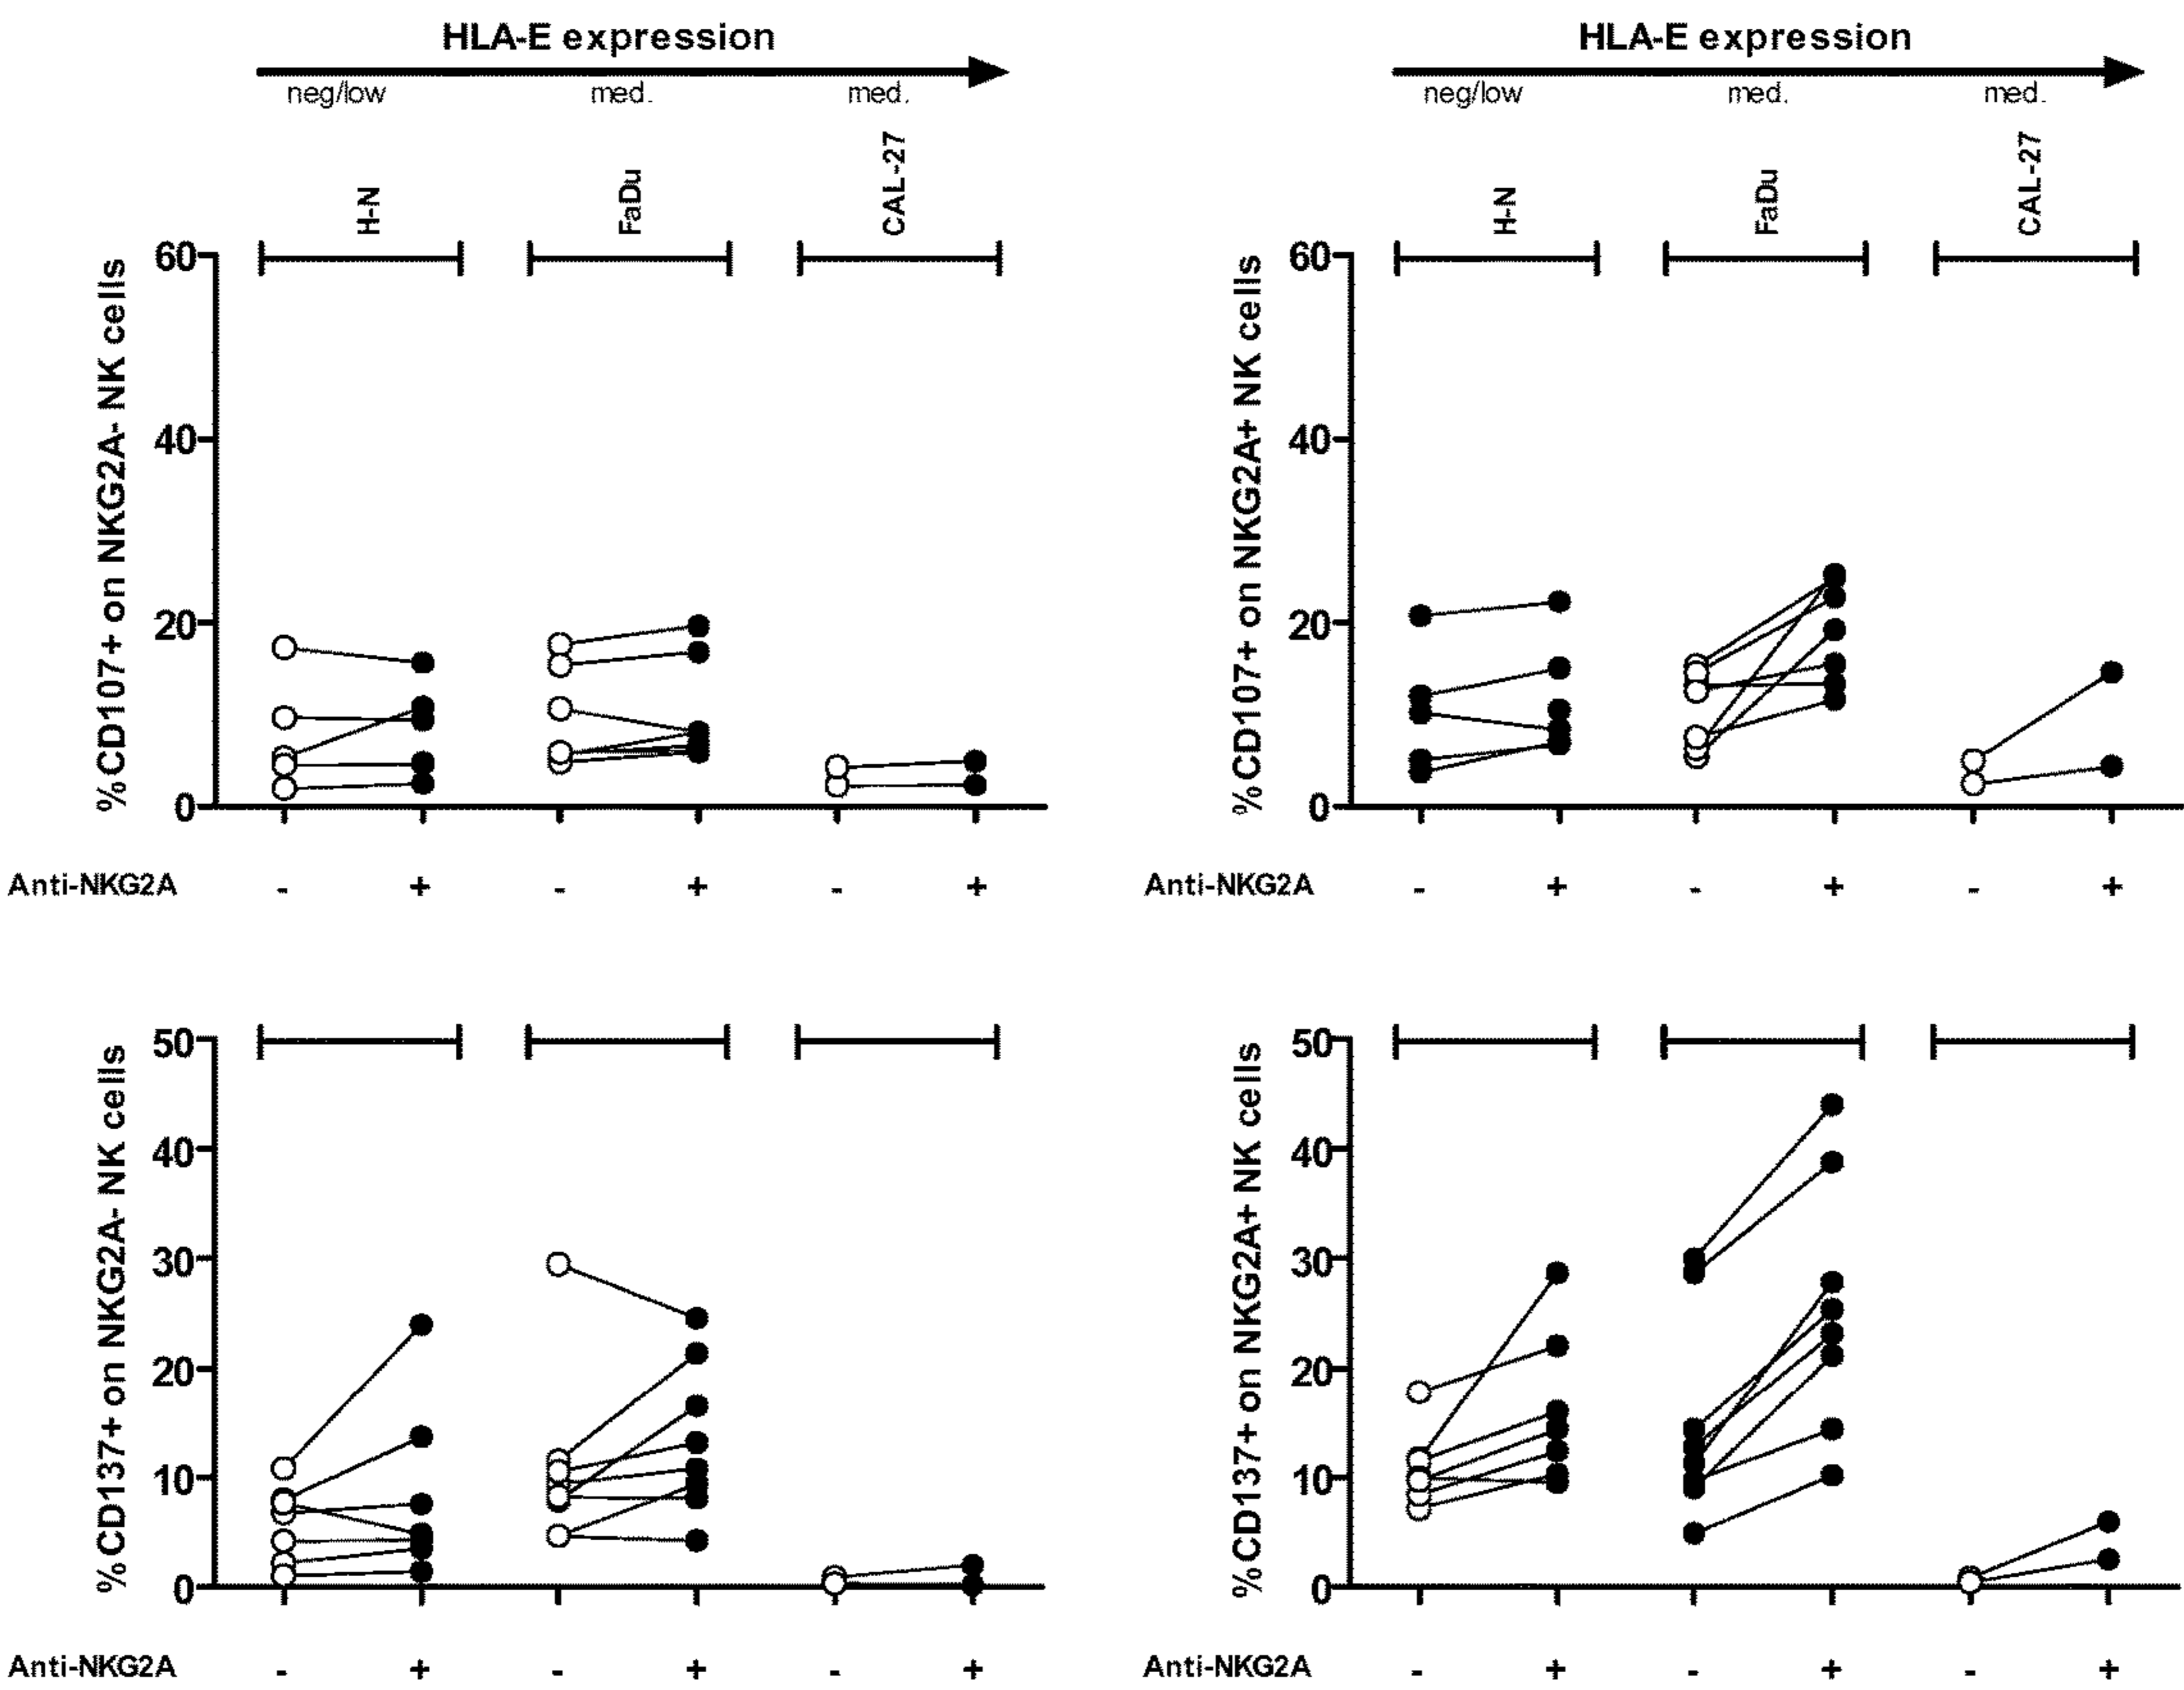 HLA-E expression
neg/low med. med.
H-N FaDu CAL-27
%CD107+ on NKG2A- NK cells
60
40
20
0
Anti-NKG2A - + - + - +
HLA-E expression
neg/low med. med.
H-N FaDu CAL-27
%CD107+ on NKG2A+ NK cells
60
40
20
0
Anti-NKG2A - + - + - +
%CD137+ on NKG2A- NK cells
50
40
30
20
10
0
Anti-NKG2A - + - + - +
%CD137+ on NKG2A+ NK cells
50
40
30
20
10
0
Anti-NKG2A - + - + - +